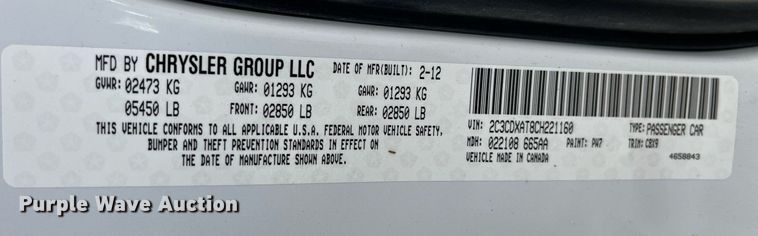 MFD BY CHRYSLER GROUP LLC DATE OF MFR(BUILT): 2-12
GVWR: 02473 KG GAWR: 01293 KG GAWR: 01293 KG
05450 LB FRONT: 02850 LB REAR: 02850 LB
THIS VEHICLE CONFORMS TO ALL APPLICABLE U.S.A. FEDERAL MOTOR VEHICLE SAFETY,
BUMPER AND THEFT PREVENTION STANDARDS IN EFFECT ON
THE DATE OF MANUFACTURE SHOWN ABOVE.
VIN: 2C3CDXAT8CH221160 TYPE: PASSENGER CAR
MDH: 022108 665AA PAINT: PW7 TRIM: CBX9
VEHICLE MADE IN CANADA 4658843
Purple Wave Auction